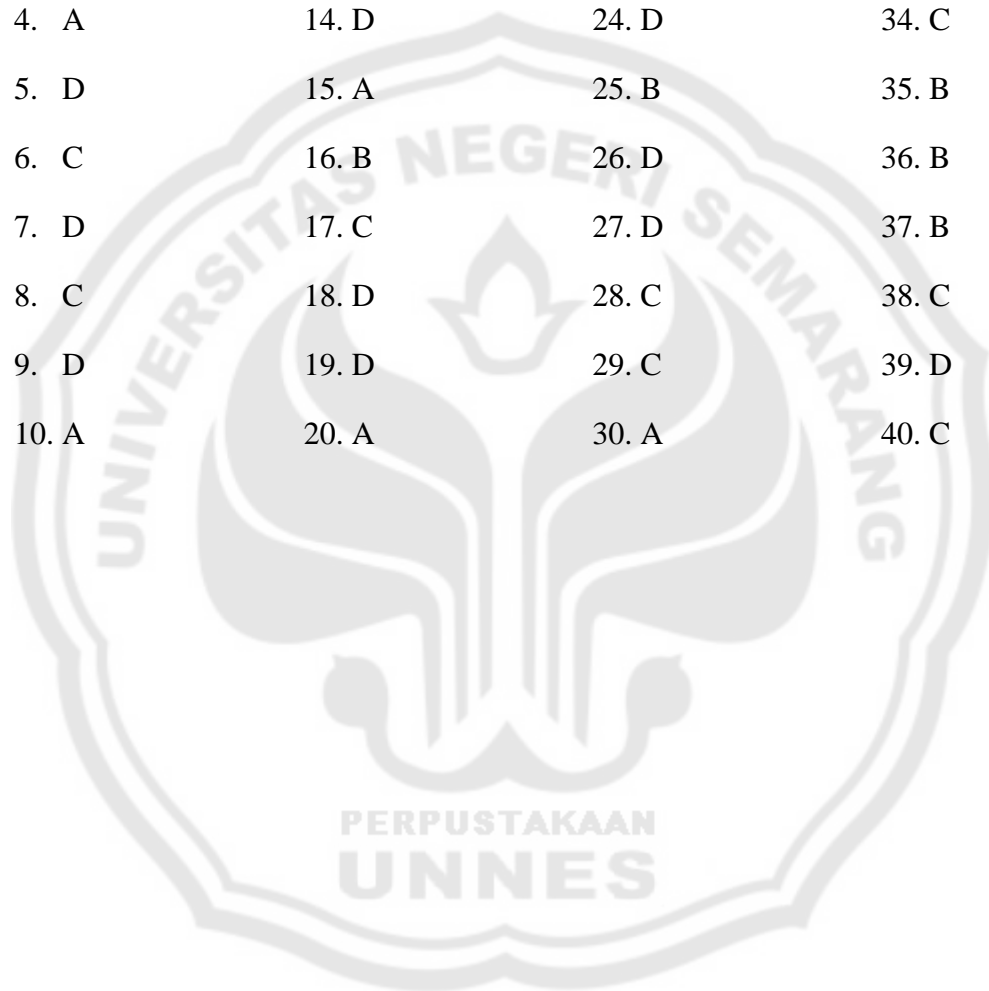 4. A 14. D 24. D 34. C
5. D 15. A 25. B 35. B
6. C 16. B 26. D 36. B
7. D 17. C 27. D 37. B
8. C 18. D 28. C 38. C
9. D 19. D 29. C 39. D
10. A 20. A 30. A 40. C
UNIVERSITAS NEGERI SEMARANG
PERPUSTAKAAN
UNNES